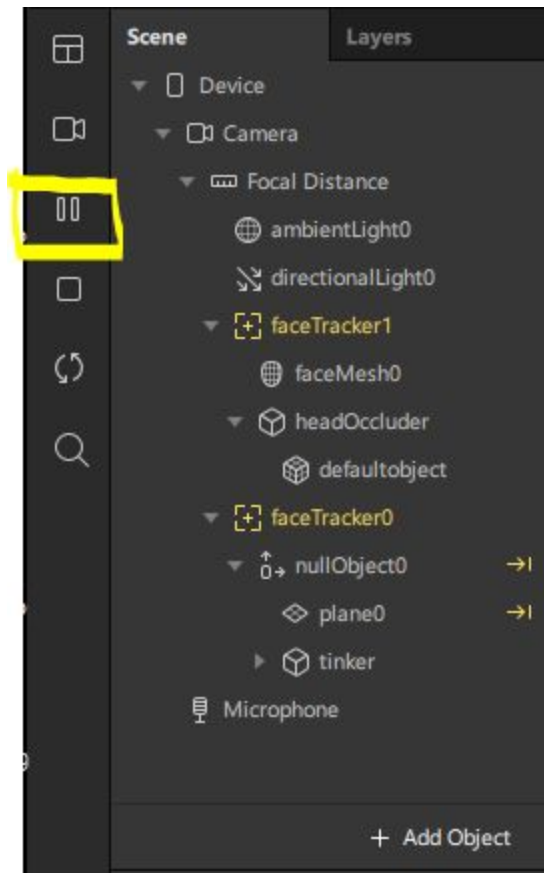 Scene
Layers
Device
Camera
Focal Distance
ambientLight0
directionalLight0
faceTracker1
faceMesh0
headOccluder
defaultobject
faceTracker0
nullObject0
plane0
tinker
Microphone
+ Add Object